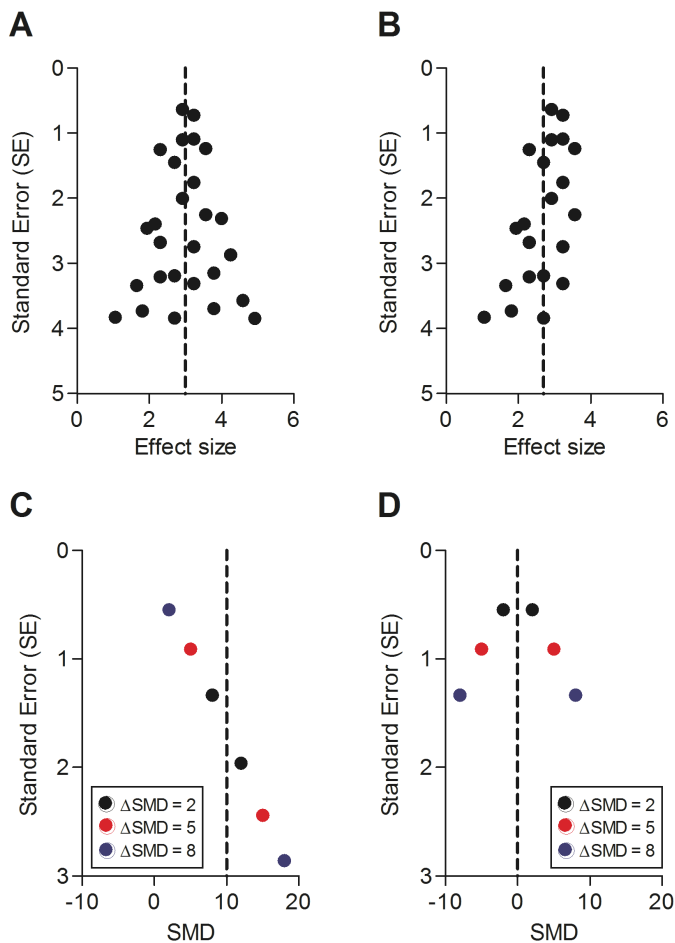 A
B
0
1
2
3
4
5
Standard Error (SE)
0 2 4 6
Effect size
0
1
2
3
4
5
Standard Error (SE)
0 2 4 6
Effect size
C
D
0
1
2
3
Standard Error (SE)
ΔSMD = 2
ΔSMD = 5
ΔSMD = 8
-10 0 10 20
SMD
0
1
2
3
Standard Error (SE)
ΔSMD = 2
ΔSMD = 5
ΔSMD = 8
-10 0 10 20
SMD